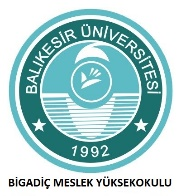 BALIKESİR ÜNİVERSİTESİ
1992
BİGADİÇ MESLEK YÜKSEKOKULU